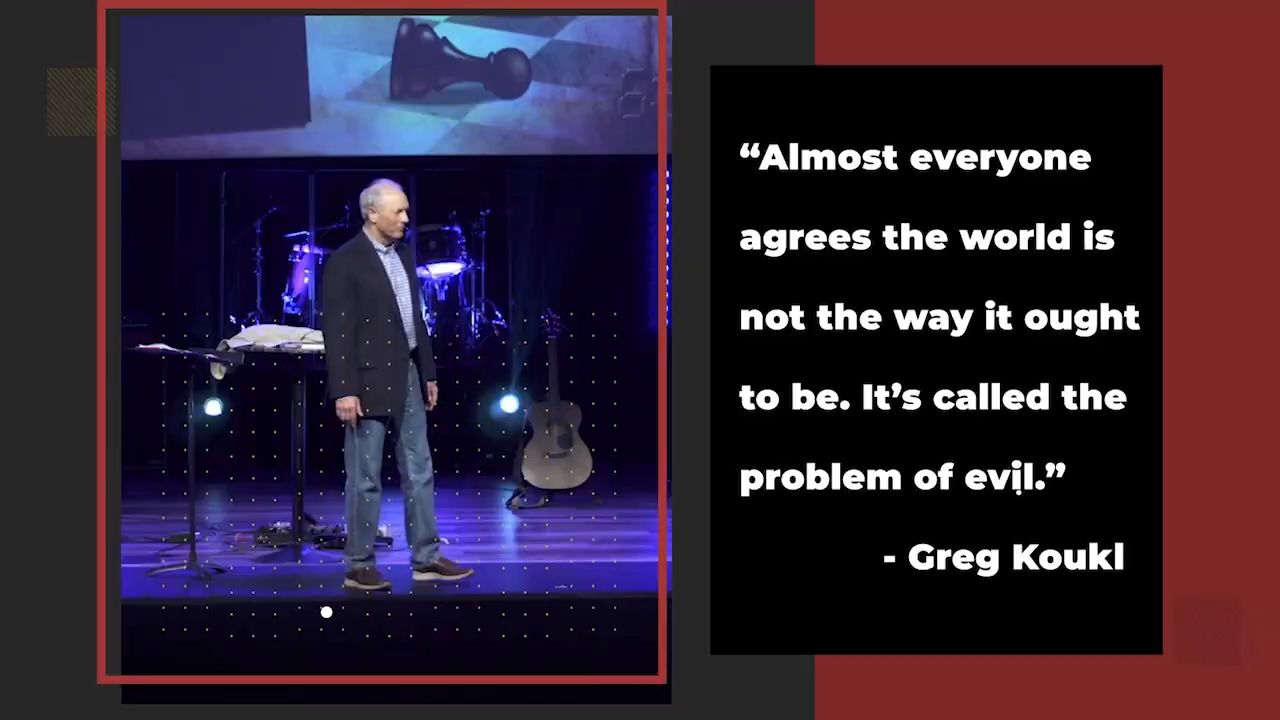 “Almost everyone
agrees the world is
not the way it ought
to be. It’s called the
problem of evil.”
- Greg Koukl